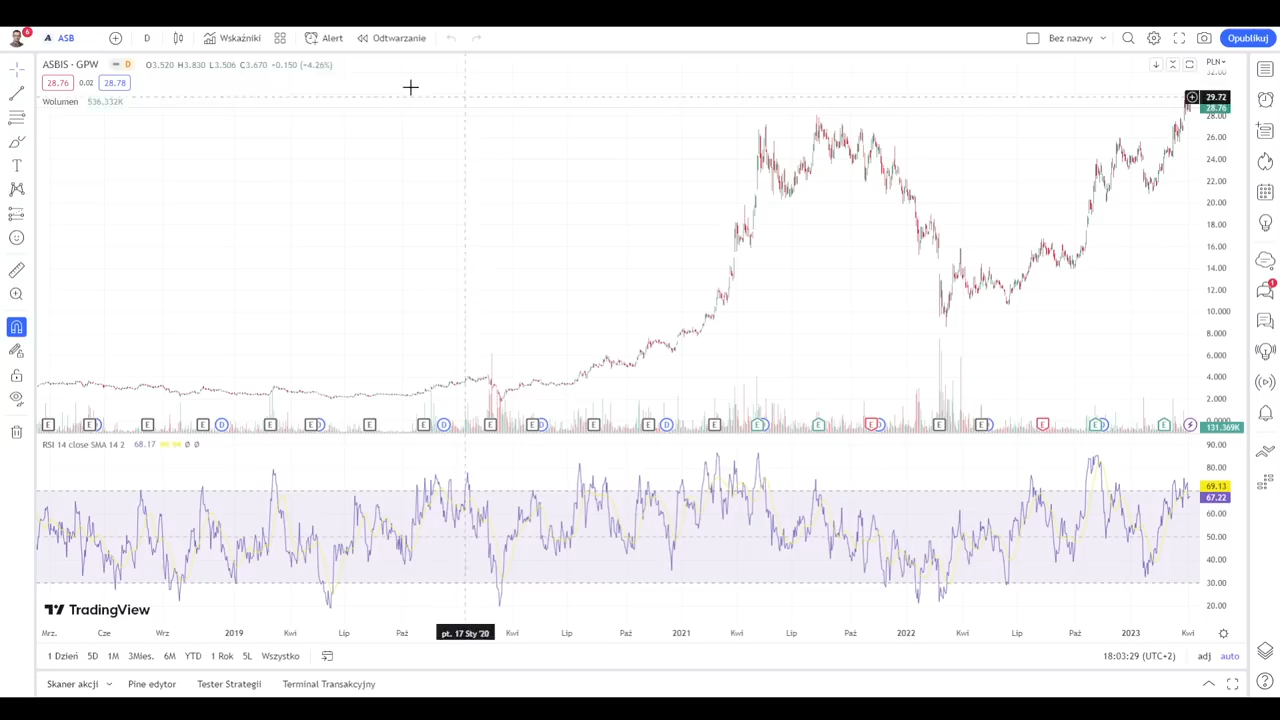 6
A ASB
D
Wskaźniki
Alert
Odtwarzanie
Bez nazwy
Opublikuj
ASBIS · GPW
D
O3.520 H3.830 L3.506 C3.670 +0.150 (+4.26%)
28.76
0.02
28.78
Wolumen 536.332K
PLN
32.00
29.72
28.76
28.00
26.00
24.00
22.00
20.00
18.00
16.00
14.00
12.00
10.000
8.000
6.000
4.000
2.000
131.369K
E E D E E D E E D E E D E E D E E D E E D E E D E E D E E D E
RSI 14 close SMA 14 2 68.17 Ø Ø
90.00
80.00
69.13
67.22
60.00
50.00
40.00
30.00
20.00
TradingView
Mrz. Cze Wrz 2019 Kwi Lip Paź pt. 17 Sty '20 Kwi Lip Paź 2021 Kwi Lip Paź 2022 Kwi Lip Paź 2023 Kwi
1 Dzień 5D 1M 3Mies. 6M YTD 1 Rok 5L Wszystko
18:03:29 (UTC+2)
adj
auto
Skaner akcji
Pine edytor
Tester Strategii
Terminal Transakcyjny
1